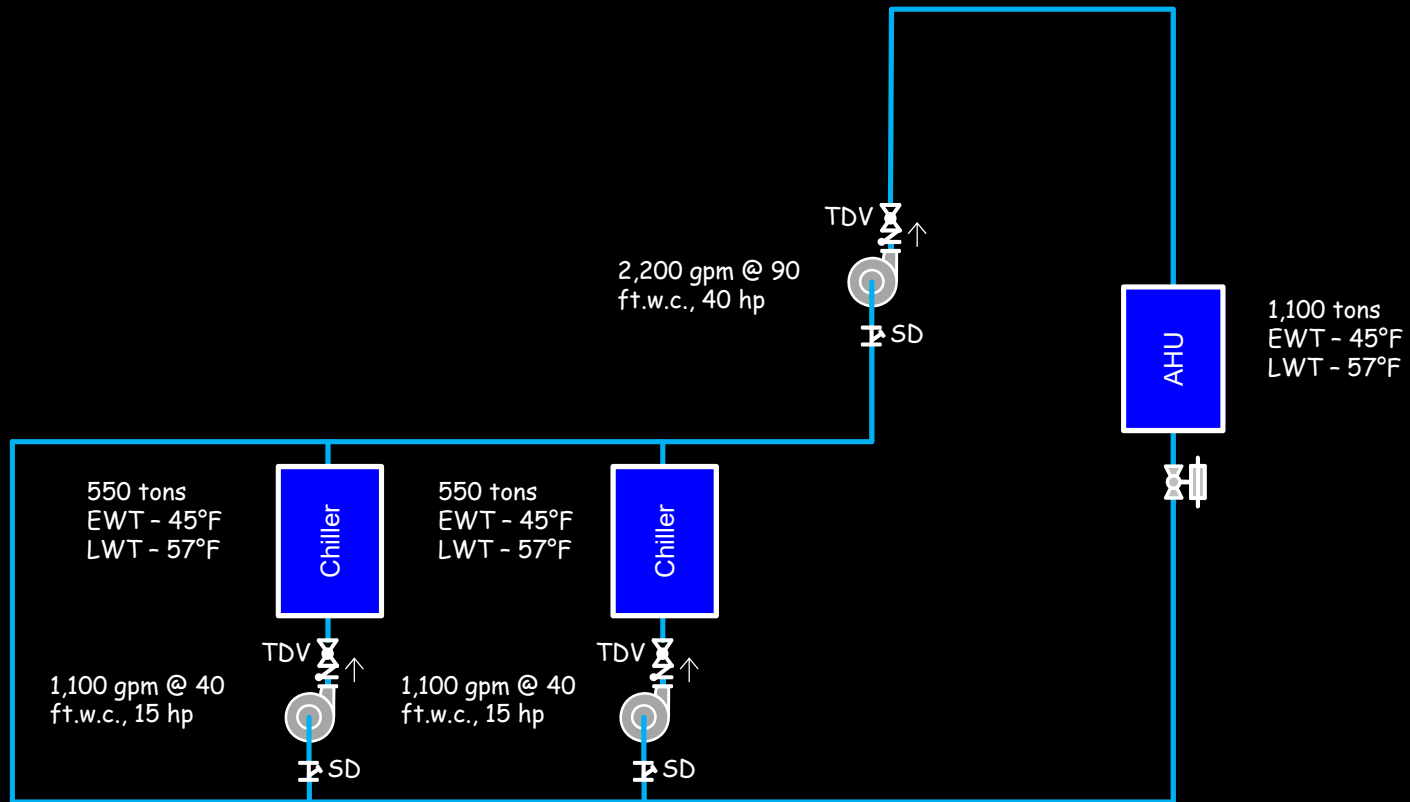 TDV
2,200 gpm @ 90
ft.w.c., 40 hp
SD
AHU
1,100 tons
EWT – 45°F
LWT – 57°F
550 tons
EWT – 45°F
LWT – 57°F
Chiller
550 tons
EWT – 45°F
LWT – 57°F
Chiller
TDV
1,100 gpm @ 40
ft.w.c., 15 hp
SD
TDV
1,100 gpm @ 40
ft.w.c., 15 hp
SD